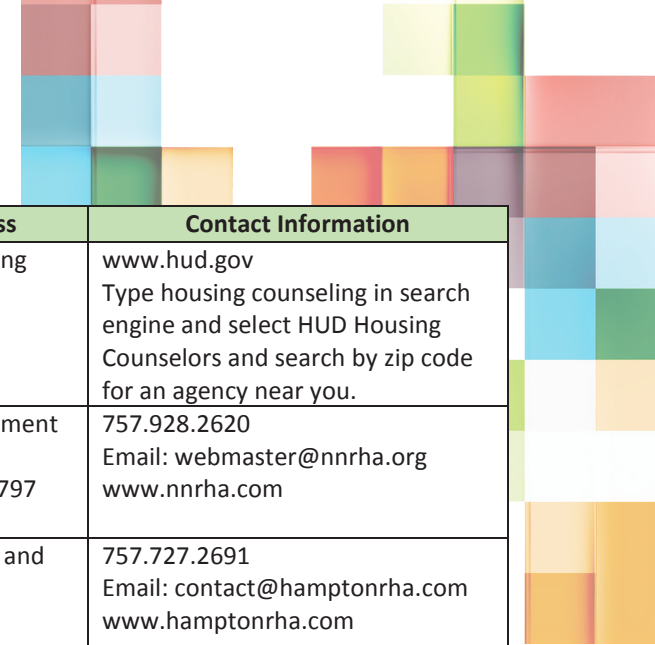 ss Contact Information
ng www.hud.gov
Type housing counseling in search
engine and select HUD Housing
Counselors and search by zip code
for an agency near you.
ment 757.928.2620
Email: webmaster@nnrha.org
797 www.nnrha.com
and 757.727.2691
Email: contact@hamptonrha.com
www.hamptonrha.com